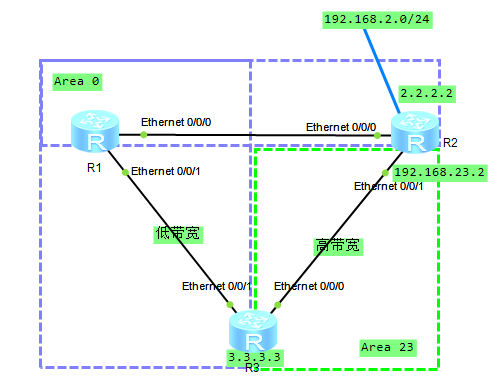 192.168.2.0/24
Area 0
2.2.2.2
Ethernet 0/0/0
Ethernet 0/0/0
R
R
R1
R2
Ethernet 0/0/1
192.168.23.2
Ethernet 0/0/1
低带宽
高带宽
Ethernet 0/0/1
Ethernet 0/0/0
R
Area 23
3.3.3.3
R3